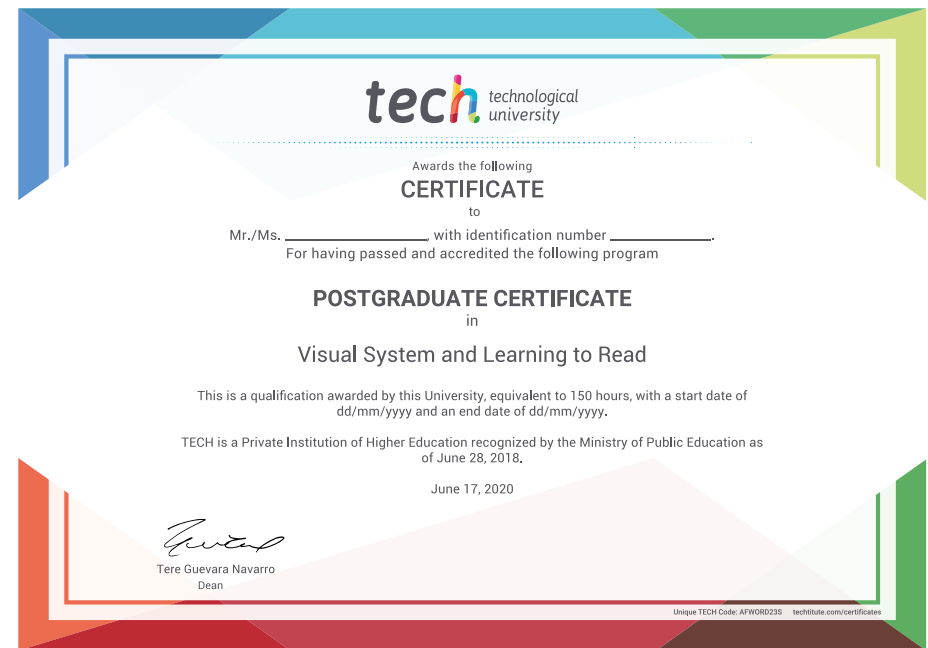 tech technological
university
Awards the following
CERTIFICATE
to
Mr./Ms. ____________________, with identification number ______________.
For having passed and accredited the following program
POSTGRADUATE CERTIFICATE
in
Visual System and Learning to Read
This is a qualification awarded by this University, equivalent to 150 hours, with a start date of
dd/mm/yyyy and an end date of dd/mm/yyyy.
TECH is a Private Institution of Higher Education recognized by the Ministry of Public Education as
of June 28, 2018.
June 17, 2020
Tere Guevara Navarro
Dean
Unique TECH Code: AFWORD23S techtitute.com/certificates